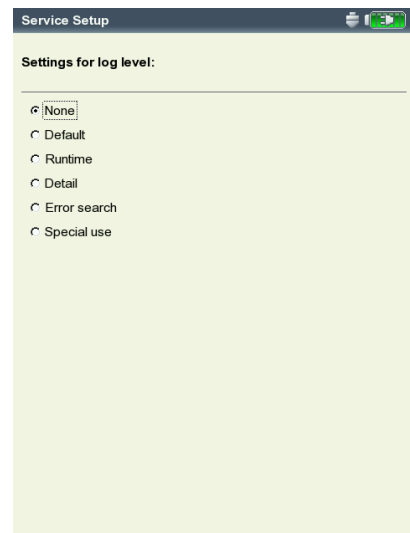 Service Setup
Settings for log level:
None
Default
Runtime
Detail
Error search
Special use